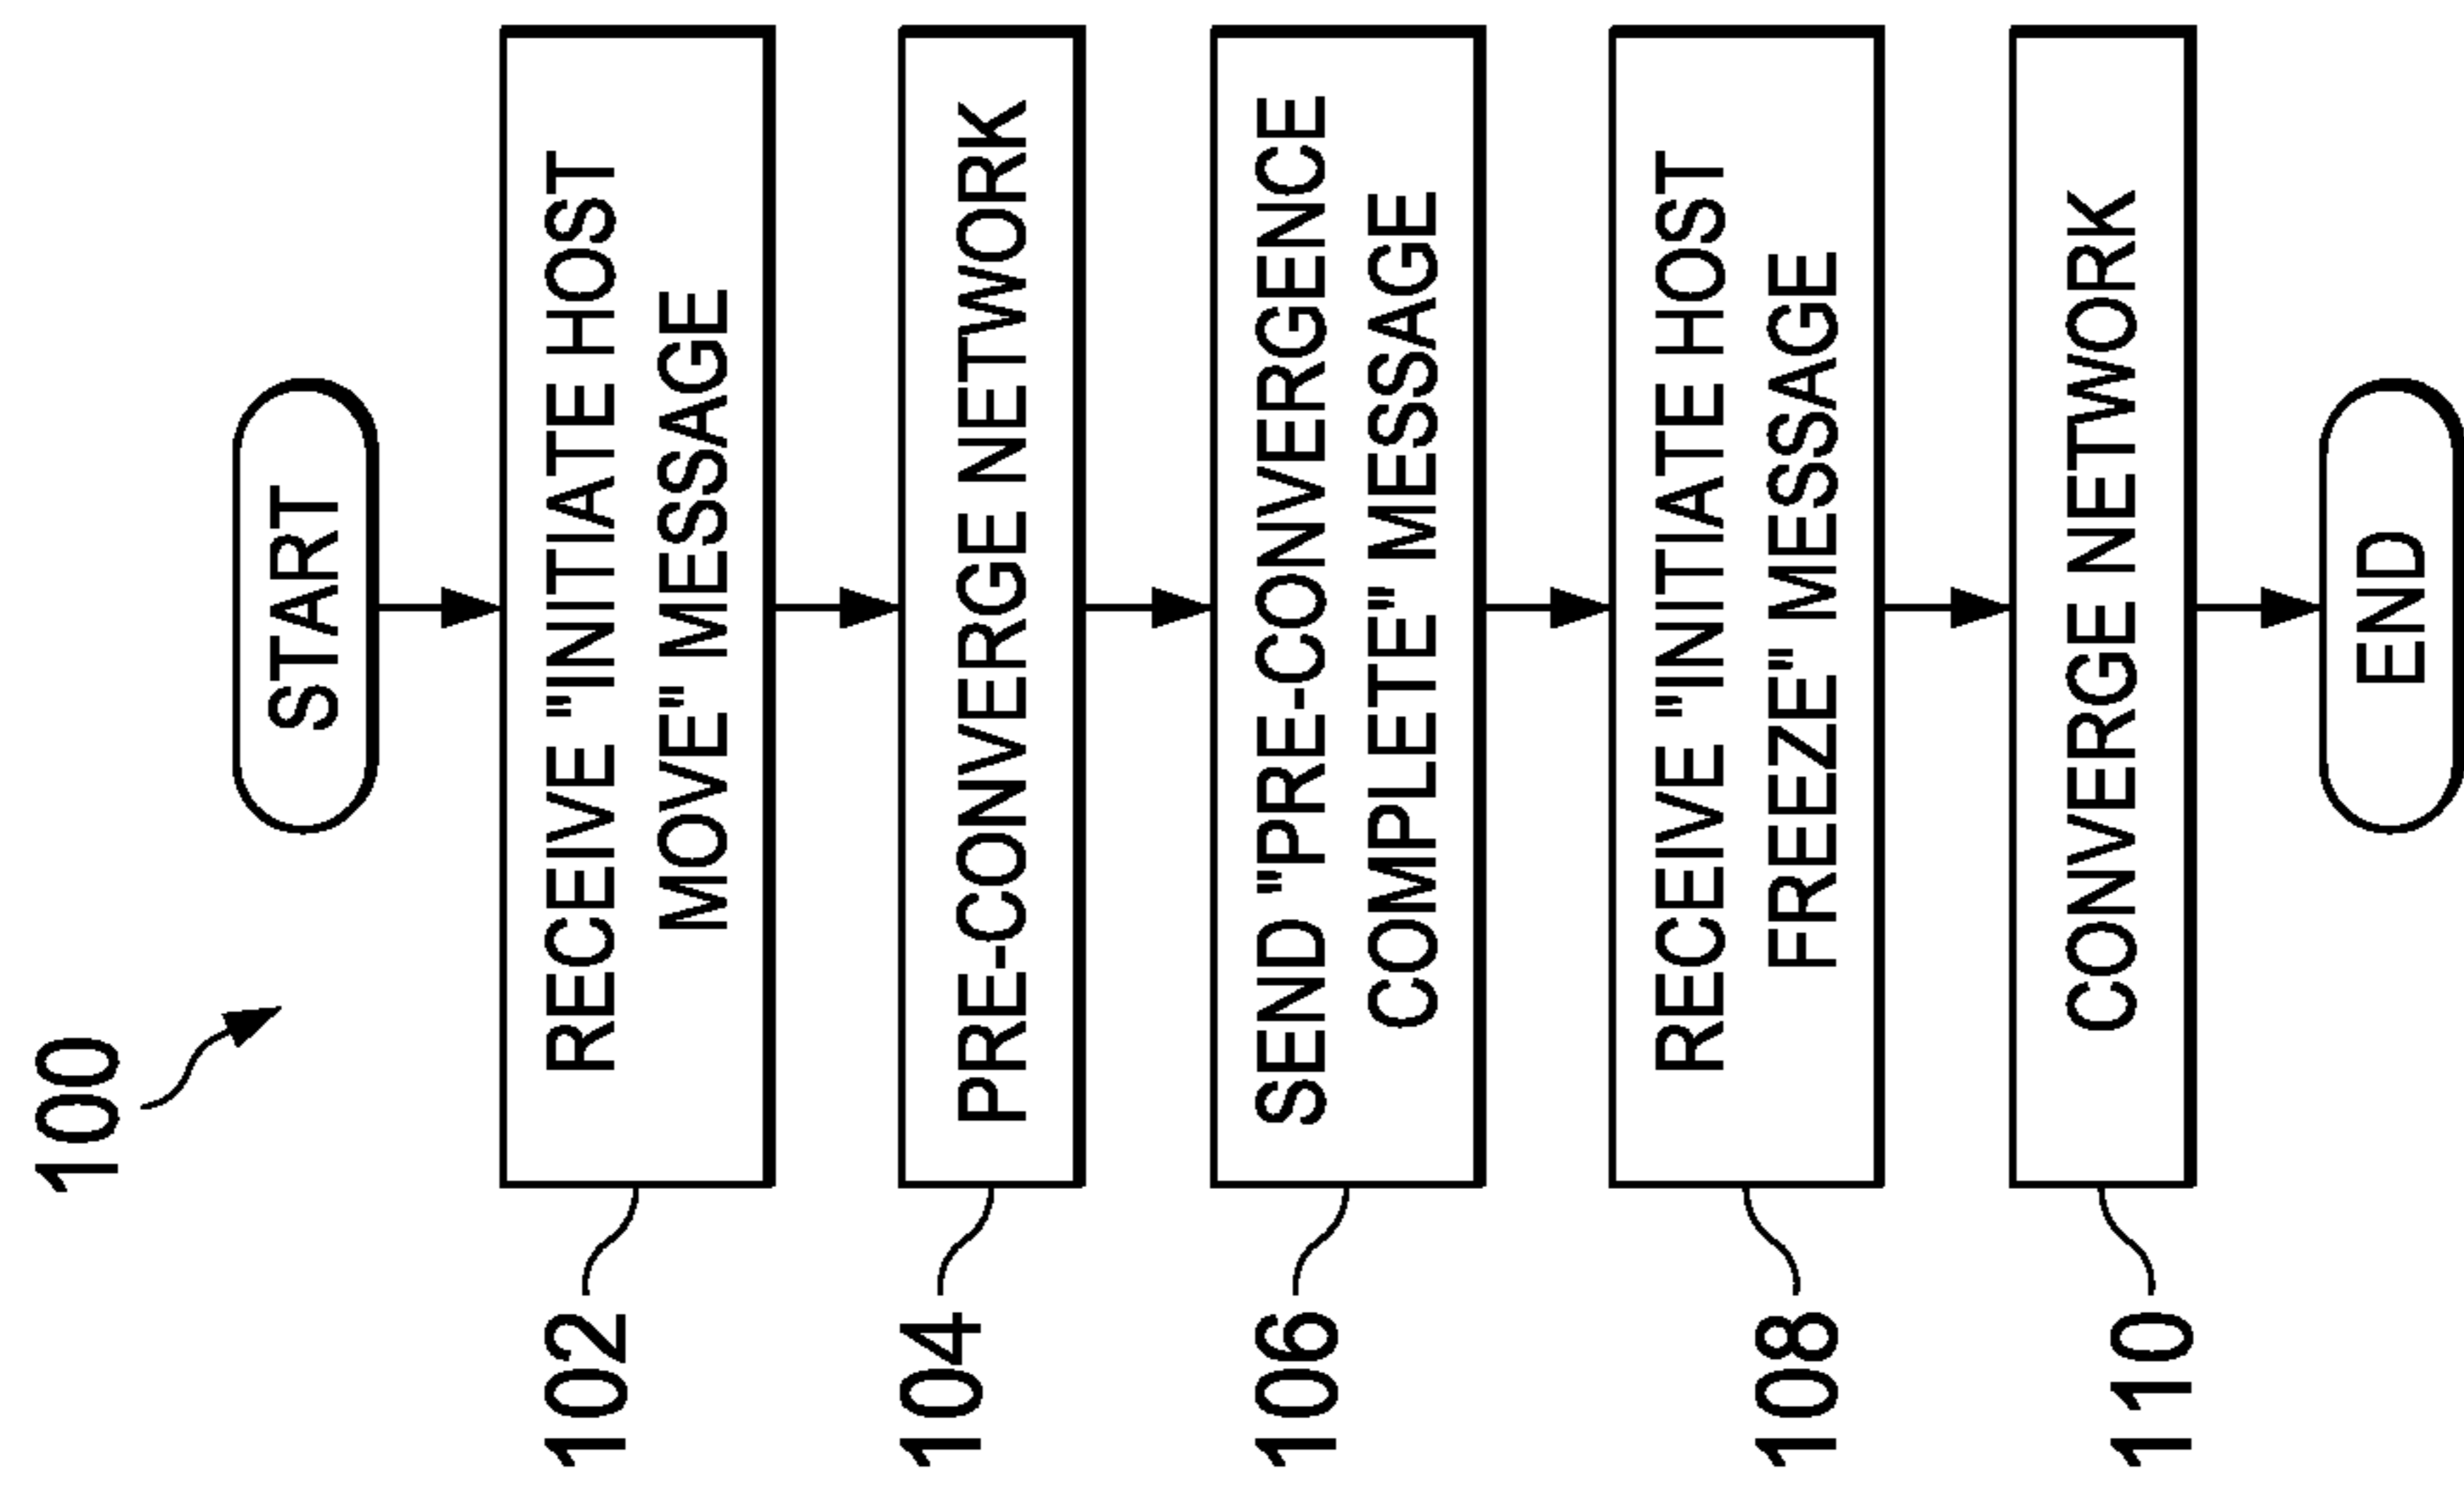 100
START
102
RECEIVE "INITIATE HOST
MOVE" MESSAGE
104
PRE-CONVERGE NETWORK
106
SEND "PRE-CONVERGENCE
COMPLETE" MESSAGE
108
RECEIVE "INITIATE HOST
FREEZE" MESSAGE
110
CONVERGE NETWORK
END